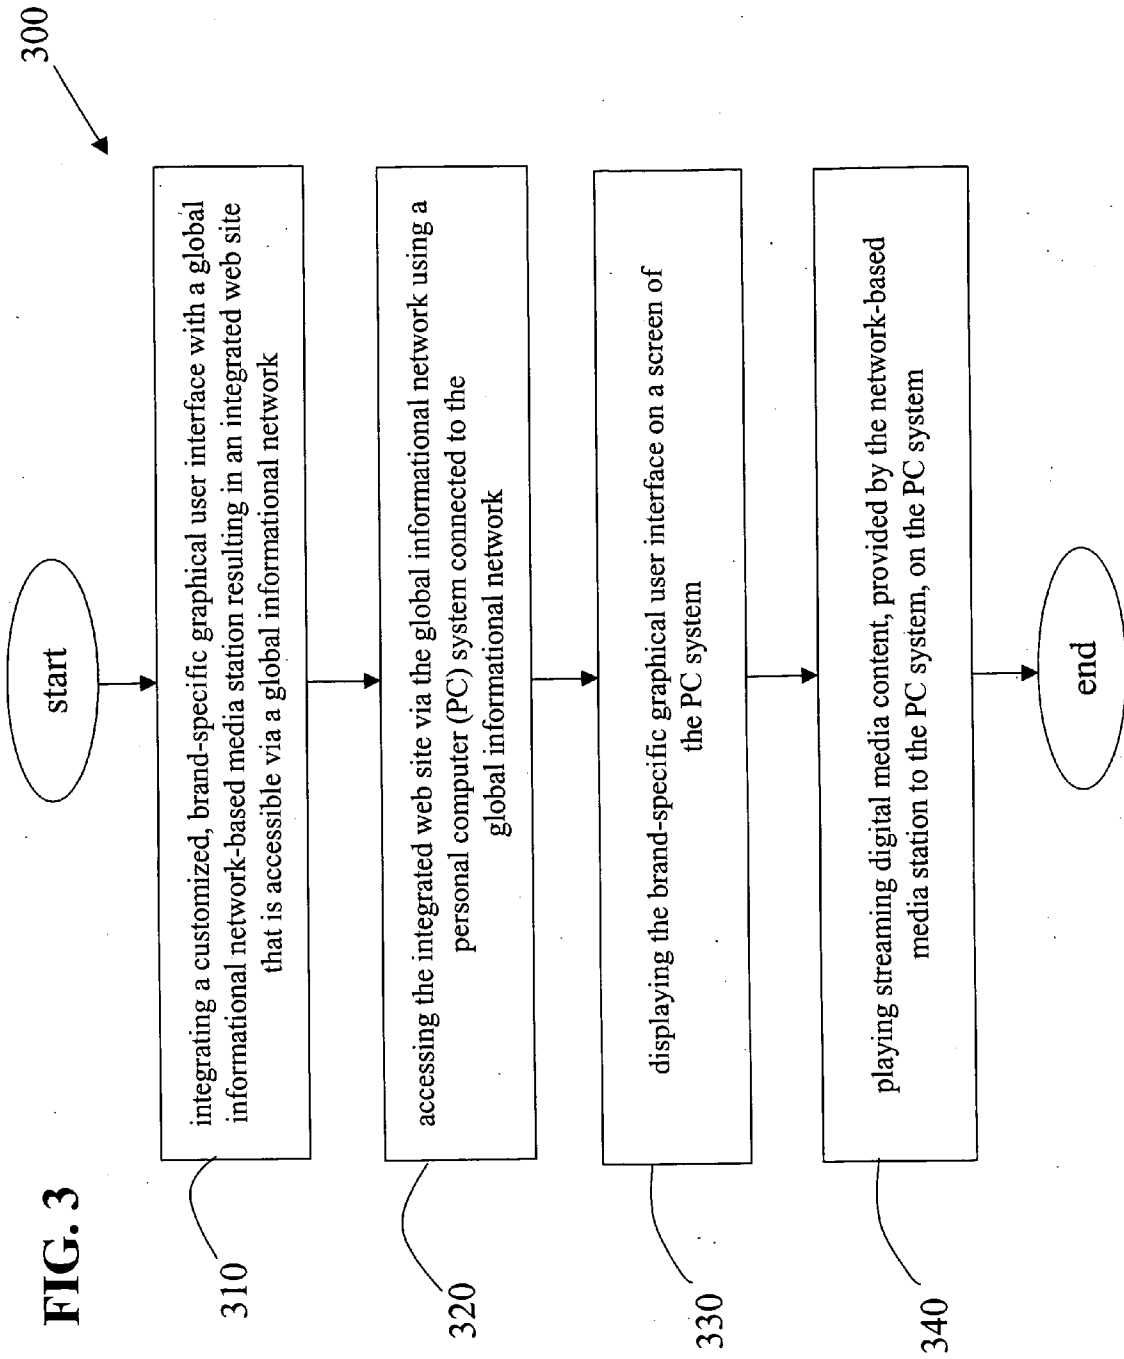 FIG. 3
300
start
310
integrating a customized, brand-specific graphical user interface with a global
informational network-based media station resulting in an integrated web site
that is accessible via a global informational network
320
accessing the integrated web site via the global informational network using a
personal computer (PC) system connected to the
global informational network
330
displaying the brand-specific graphical user interface on a screen of
the PC system
340
playing streaming digital media content, provided by the network-based
media station to the PC system, on the PC system
end